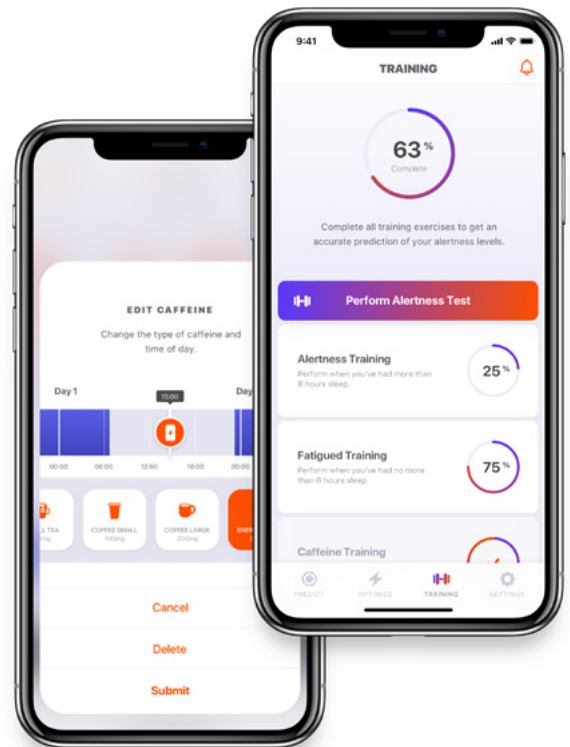 9:41
TRAINING
63%
Complete
Complete all training exercises to get an
accurate prediction of your alertness levels.
Perform Alertness Test
Alertness Training
Perform when you've had more than
8 hours sleep.
25%
Fatigued Training
Perform when you've had no more
than 6 hours sleep.
75%
Caffeine Training
PREDICT OPTIMISE TRAINING SETTINGS
EDIT CAFFEINE
Change the type of caffeine and
time of day.
Day 1 15:00 Day
00:00 06:00 12:00 18:00 00:00
TEA COFFEE SMALL COFFEE LARGE
100mg 200mg
Cancel
Delete
Submit